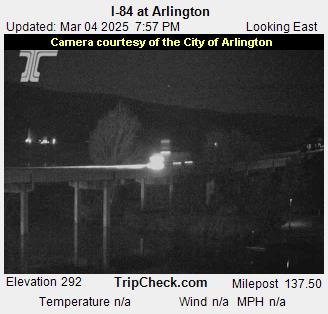 I-84 at Arlington
Updated: Mar 04 2025 7:57 PM Looking East
Camera courtesy of the City of Arlington
Elevation 292 TripCheck.com Milepost 137.50
Temperature n/a Wind n/a MPH n/a